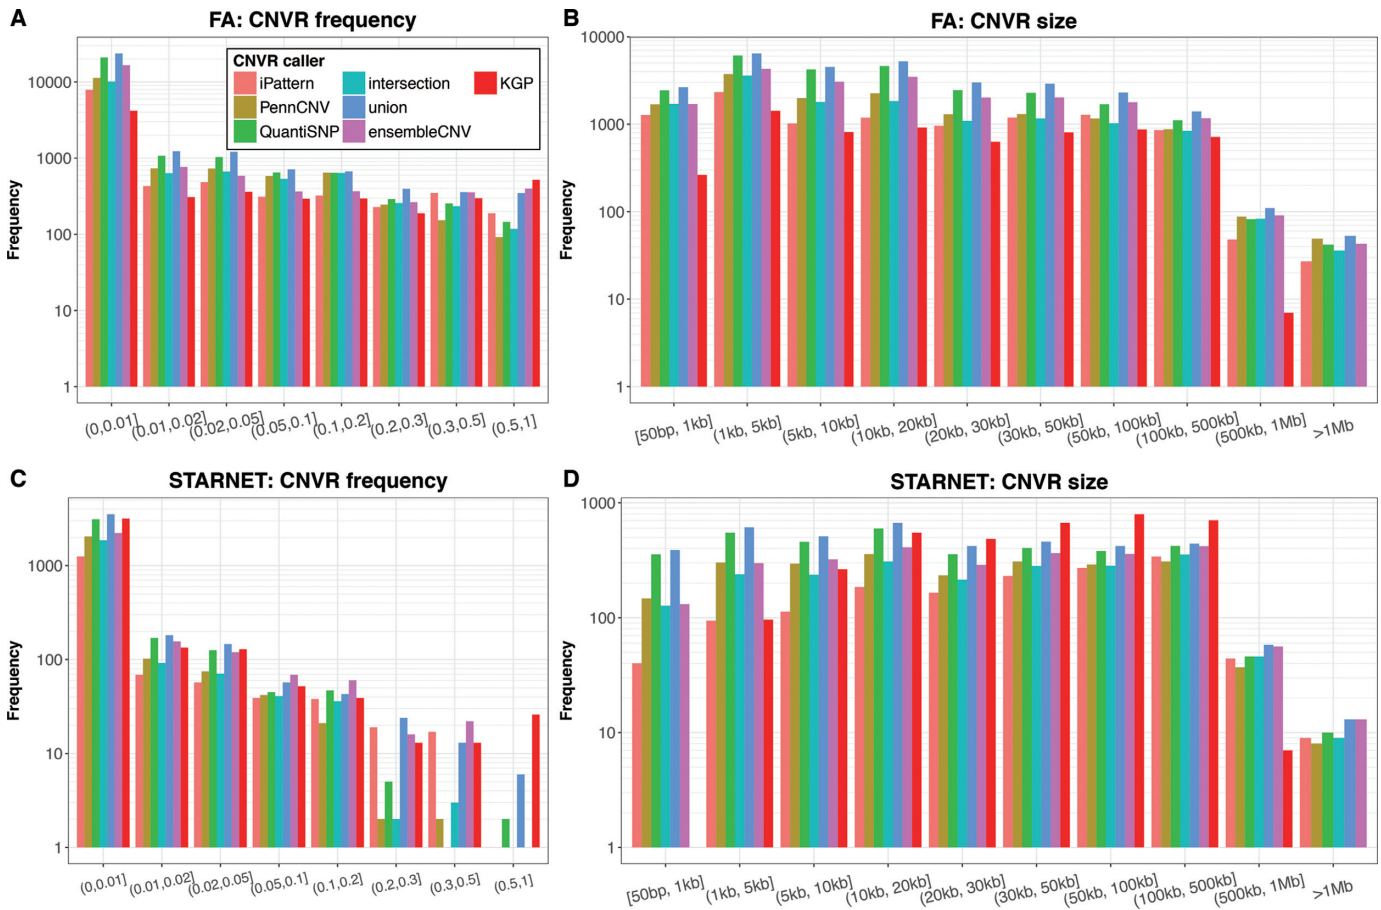 A
FA: CNVR frequency
Frequency
10000
1000
100
10
1
CNVR caller
iPattern
PennCNV
QuantiSNP
intersection
union
ensembleCNV
KGP
(0,0.01]
(0.01,0.02]
(0.02,0.05]
(0.05,0.1]
(0.1,0.2]
(0.2,0.3]
(0.3,0.5]
(0.5,1]
B
FA: CNVR size
Frequency
10000
1000
100
10
1
[50bp, 1kb]
(1kb, 5kb]
(5kb, 10kb]
(10kb, 20kb]
(20kb, 30kb]
(30kb, 50kb]
(50kb, 100kb]
(100kb, 500kb]
(500kb, 1Mb]
>1Mb
C
STARNET: CNVR frequency
Frequency
1000
100
10
1
(0,0.01]
(0.01,0.02]
(0.02,0.05]
(0.05,0.1]
(0.1,0.2]
(0.2,0.3]
(0.3,0.5]
(0.5,1]
D
STARNET: CNVR size
Frequency
1000
100
10
1
[50bp, 1kb]
(1kb, 5kb]
(5kb, 10kb]
(10kb, 20kb]
(20kb, 30kb]
(30kb, 50kb]
(50kb, 100kb]
(100kb, 500kb]
(500kb, 1Mb]
>1Mb